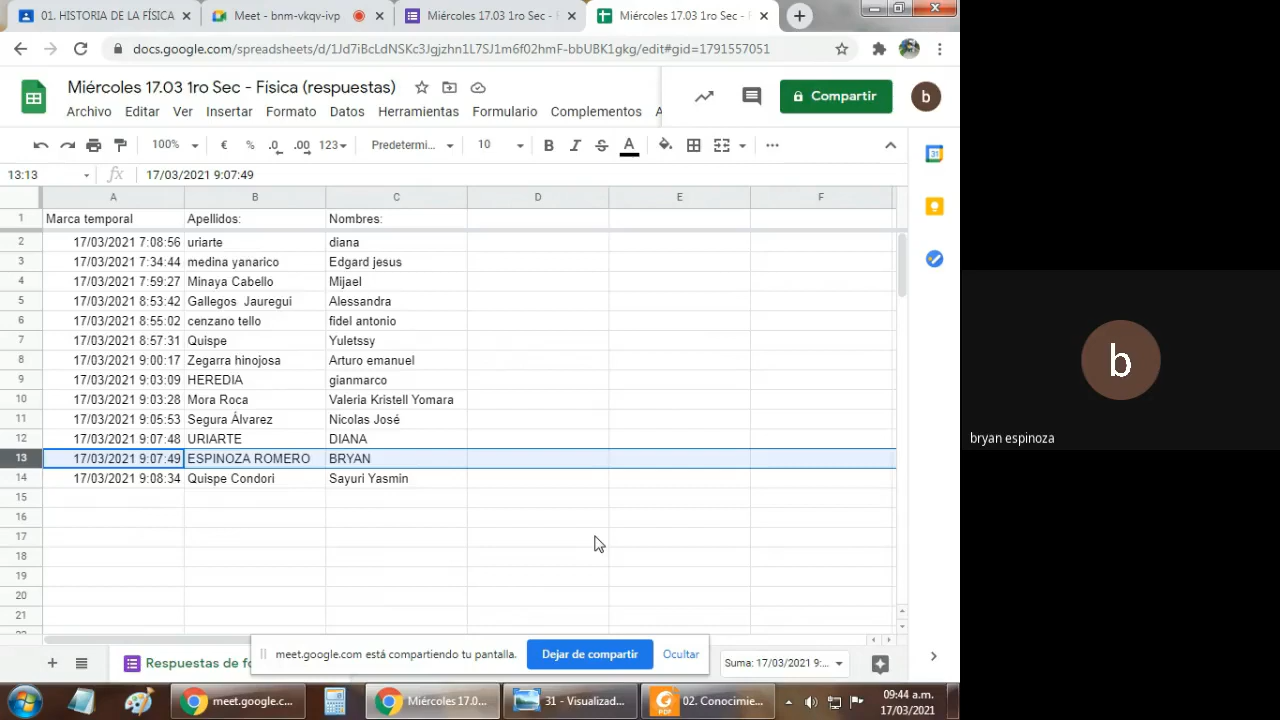 01. HISTORIA DE LA FÍSICA
Meet - bnm-vkqv-ivp
Miércoles 17.03 1ro Sec -
Miércoles 17.03 1ro Sec -
docs.google.com/spreadsheets/d/1Jd7iBcLdNSKc3Jgjzhn1L7SJ1m6f02hmF-bbUBK1gkg/edit#gid=1791557051
Miércoles 17.03 1ro Sec - Física (respuestas)
Archivo Editar Ver Insertar Formato Datos Herramientas Formulario Complementos A
Compartir
b
100% € % .0 .00 123 Predetermi... 10 B I S A
31
13:13 fx 17/03/2021 9:07:49
A B C D E F
1 Marca temporal Apellidos: Nombres:
2 17/03/2021 7:08:56 uriarte diana
3 17/03/2021 7:34:44 medina yanarico Edgard jesus
4 17/03/2021 7:59:27 Minaya Cabello Mijael
5 17/03/2021 8:53:42 Gallegos Jauregui Alessandra
6 17/03/2021 8:55:02 cenzano tello fidel antonio
7 17/03/2021 8:57:31 Quispe Yuletssy
8 17/03/2021 9:00:17 Zegarra hinojosa Arturo emanuel
9 17/03/2021 9:03:09 HEREDIA gianmarco
10 17/03/2021 9:03:28 Mora Roca Valeria Kristell Yomara
11 17/03/2021 9:05:53 Segura Álvarez Nicolas José
12 17/03/2021 9:07:48 URIARTE DIANA
13 17/03/2021 9:07:49 ESPINOZA ROMERO BRYAN
14 17/03/2021 9:08:34 Quispe Condori Sayuri Yasmin
15
16
17
18
19
20
21
Respuestas de fo
meet.google.com está compartiendo tu pantalla.
Dejar de compartir
Ocultar
Suma: 17/03/2021 9:...
meet.google.c...
Miércoles 17.0...
31 - Visualizad...
PDF
02. Conocimie...
09:44 a.m.
17/03/2021
b
bryan espinoza